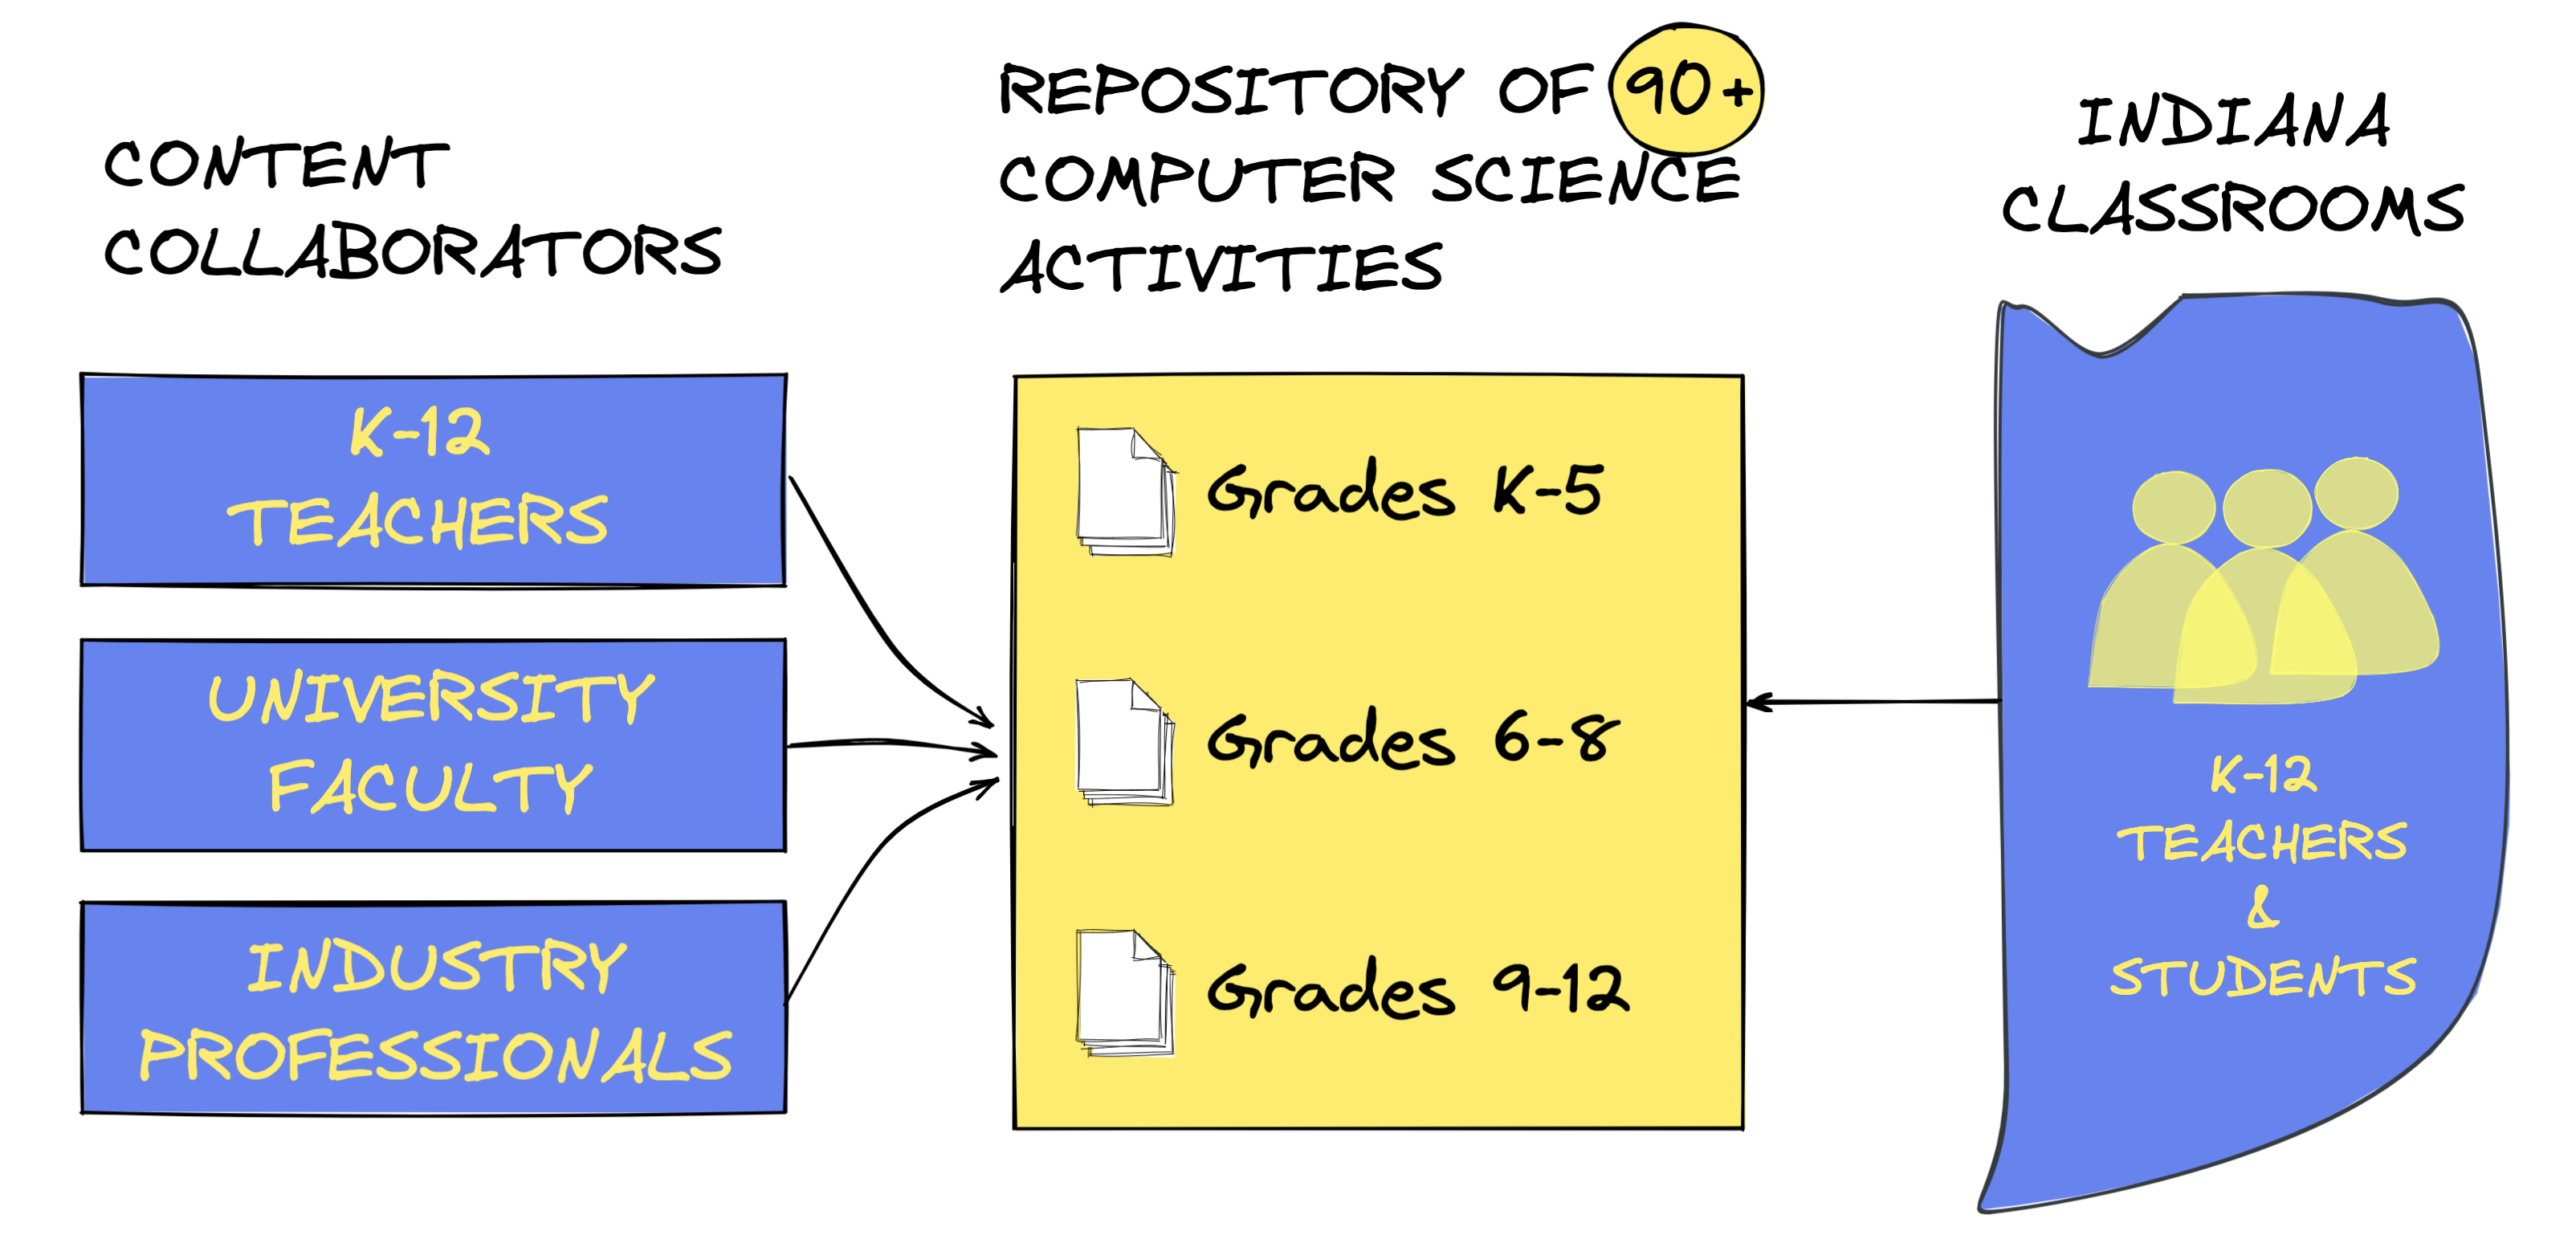 CONTENT
COLLABORATORS
K-12
TEACHERS
UNIVERSITY
FACULTY
INDUSTRY
PROFESSIONALS
REPOSITORY OF 90+
COMPUTER SCIENCE
ACTIVITIES
Grades K-5
Grades 6-8
Grades 9-12
INDIANA
CLASSROOMS
K-12
TEACHERS
&
STUDENTS